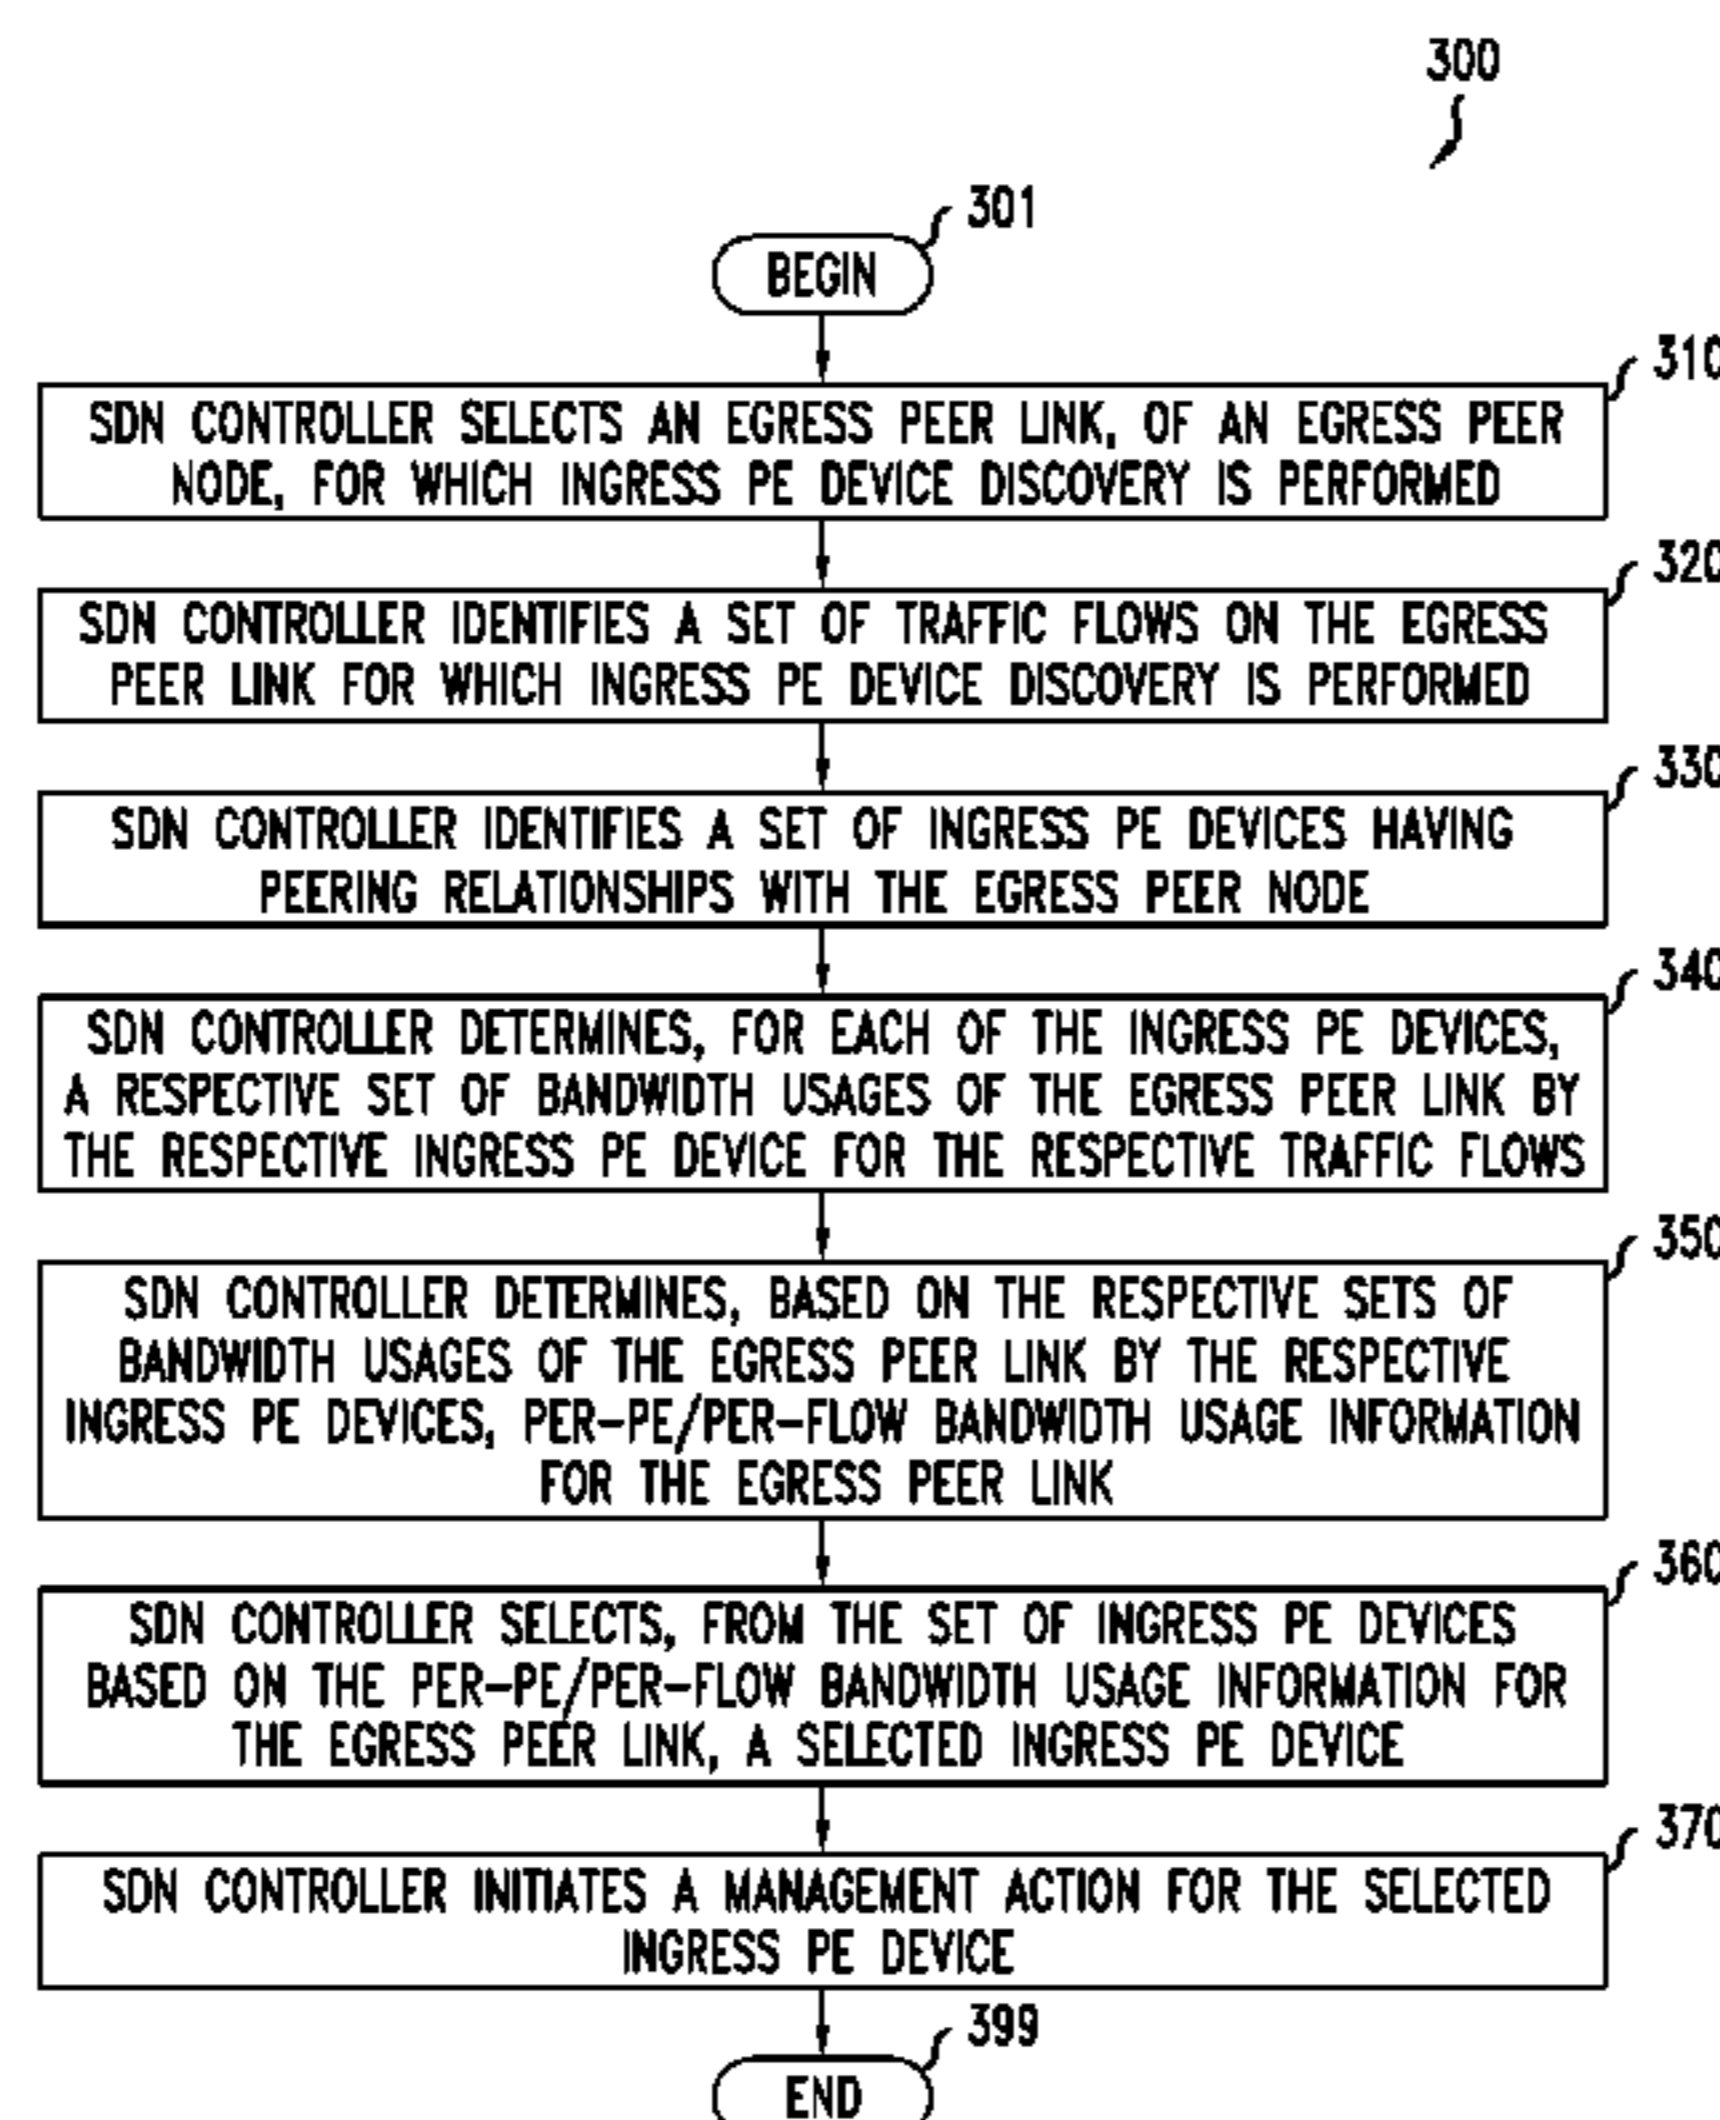 300
301
BEGIN
310
SDN CONTROLLER SELECTS AN EGRESS PEER LINK, OF AN EGRESS PEER
NODE, FOR WHICH INGRESS PE DEVICE DISCOVERY IS PERFORMED
320
SDN CONTROLLER IDENTIFIES A SET OF TRAFFIC FLOWS ON THE EGRESS
PEER LINK FOR WHICH INGRESS PE DEVICE DISCOVERY IS PERFORMED
330
SDN CONTROLLER IDENTIFIES A SET OF INGRESS PE DEVICES HAVING
PEERING RELATIONSHIPS WITH THE EGRESS PEER NODE
340
SDN CONTROLLER DETERMINES, FOR EACH OF THE INGRESS PE DEVICES,
A RESPECTIVE SET OF BANDWIDTH USAGES OF THE EGRESS PEER LINK BY
THE RESPECTIVE INGRESS PE DEVICE FOR THE RESPECTIVE TRAFFIC FLOWS
350
SDN CONTROLLER DETERMINES, BASED ON THE RESPECTIVE SETS OF
BANDWIDTH USAGES OF THE EGRESS PEER LINK BY THE RESPECTIVE
INGRESS PE DEVICES, PER-PE/PER-FLOW BANDWIDTH USAGE INFORMATION
FOR THE EGRESS PEER LINK
360
SDN CONTROLLER SELECTS, FROM THE SET OF INGRESS PE DEVICES
BASED ON THE PER-PE/PER-FLOW BANDWIDTH USAGE INFORMATION FOR
THE EGRESS PEER LINK, A SELECTED INGRESS PE DEVICE
370
SDN CONTROLLER INITIATES A MANAGEMENT ACTION FOR THE SELECTED
INGRESS PE DEVICE
399
END